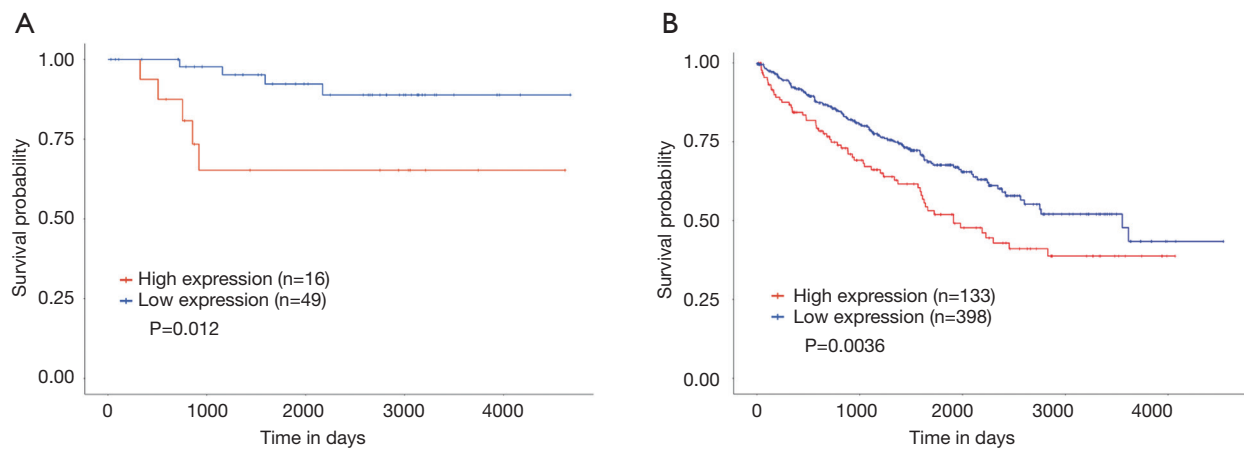 A
Survival probability
1.00
0.75
0.50
0.25
0.00
High expression (n=16)
Low expression (n=49)
P=0.012
0 1000 2000 3000 4000
Time in days
B
Survival probability
1.00
0.75
0.50
0.25
0.00
High expression (n=133)
Low expression (n=398)
P=0.0036
0 1000 2000 3000 4000
Time in days